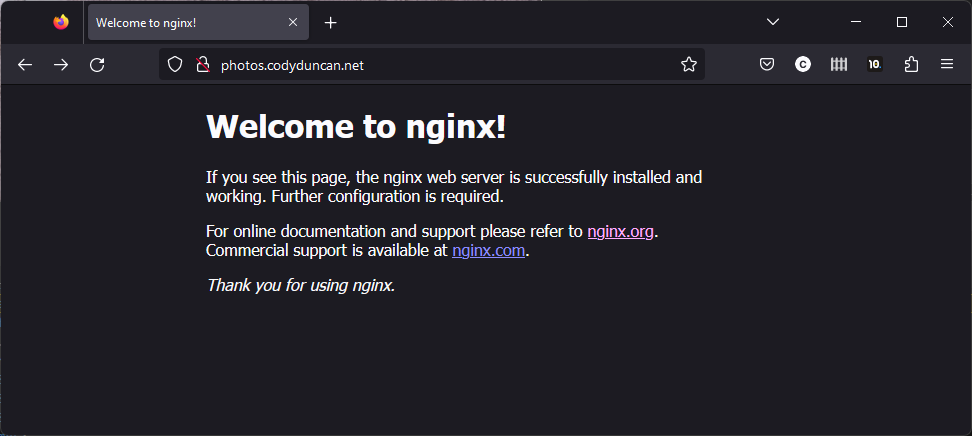 Welcome to nginx!
photos.codyduncan.net
C
10
Welcome to nginx!
If you see this page, the nginx web server is successfully installed and
working. Further configuration is required.
For online documentation and support please refer to nginx.org.
Commercial support is available at nginx.com.
Thank you for using nginx.